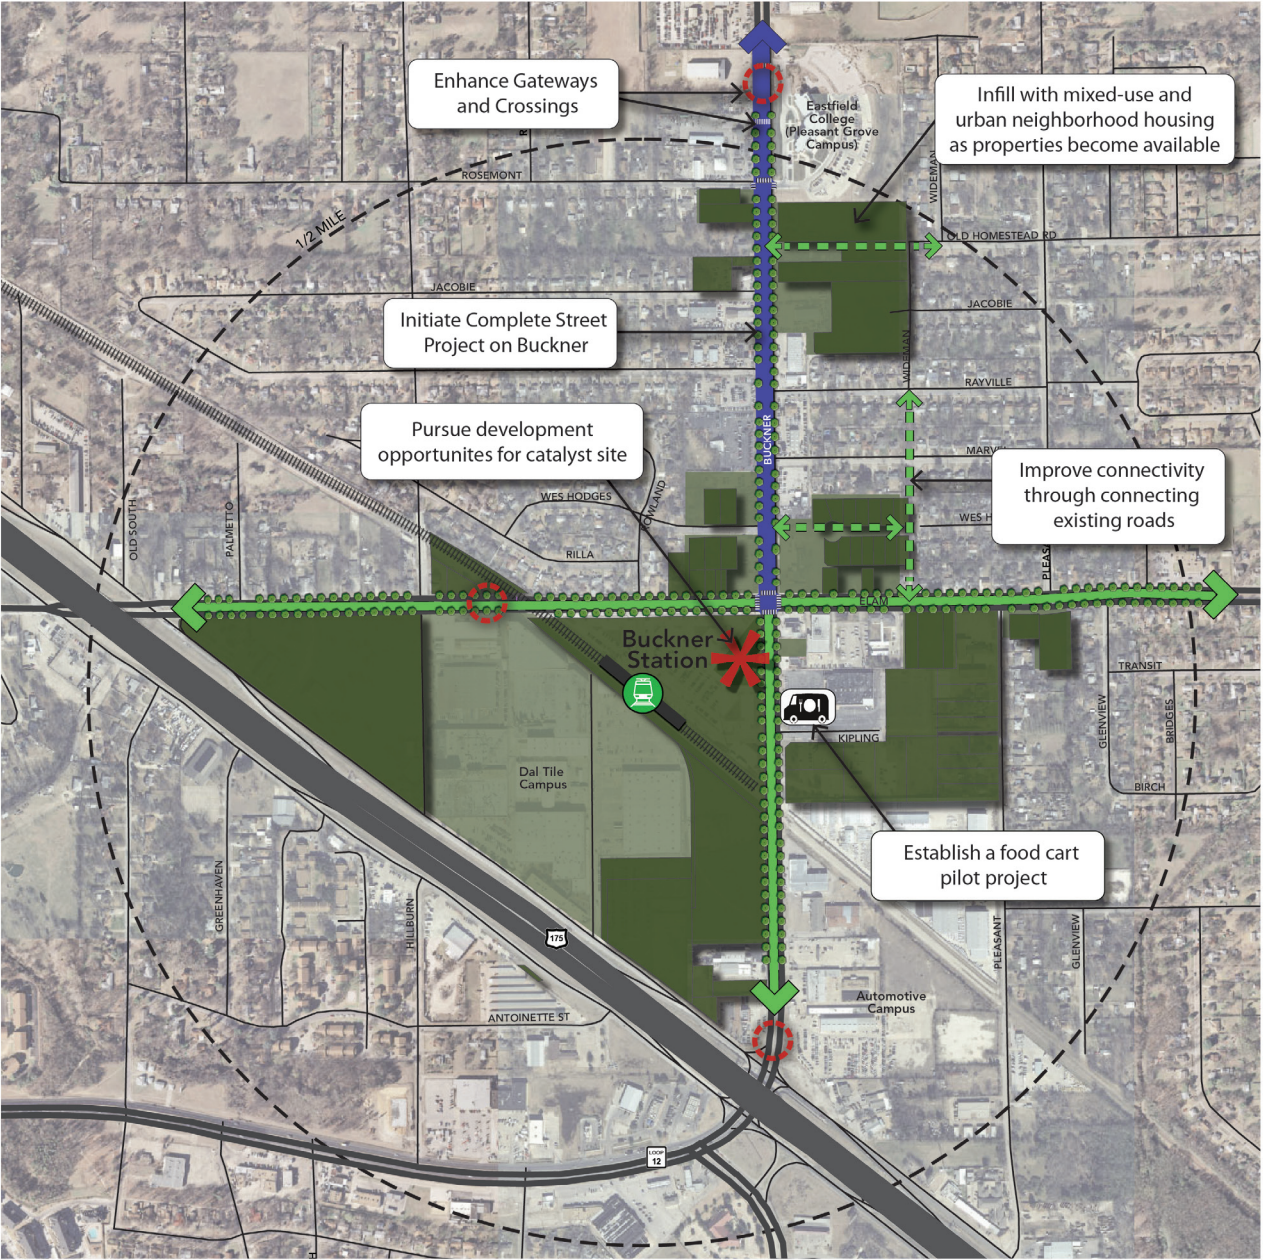 Enhance Gateways
and Crossings
Eastfield
College
(Pleasant Grove
Campus)
Infill with mixed-use and
urban neighborhood housing
as properties become available
ROSEMONT
WIDEMAN
1/2 MILE
OLD HOMESTEAD RD
JACOBIE
JACOBIE
Initiate Complete Street
Project on Buckner
WIDEMAN
RAYVILLE
BUCKNER
Pursue development
opportunites for catalyst site
Improve connectivity
through connecting
existing roads
WES HODGES
WES H
OLD SOUTH
PALMETTO
RILLA
ELAM
Buckner
Station
TRANSIT
GLENVIEW
BRIDGES
KIPLING
BIRCH
Dal Tile
Campus
Establish a food cart
pilot project
GREENHAVEN
HILLBURN
175
PLEASANT
GLENVIEW
Automotive
Campus
ANTOINETTE ST
LOOP
12